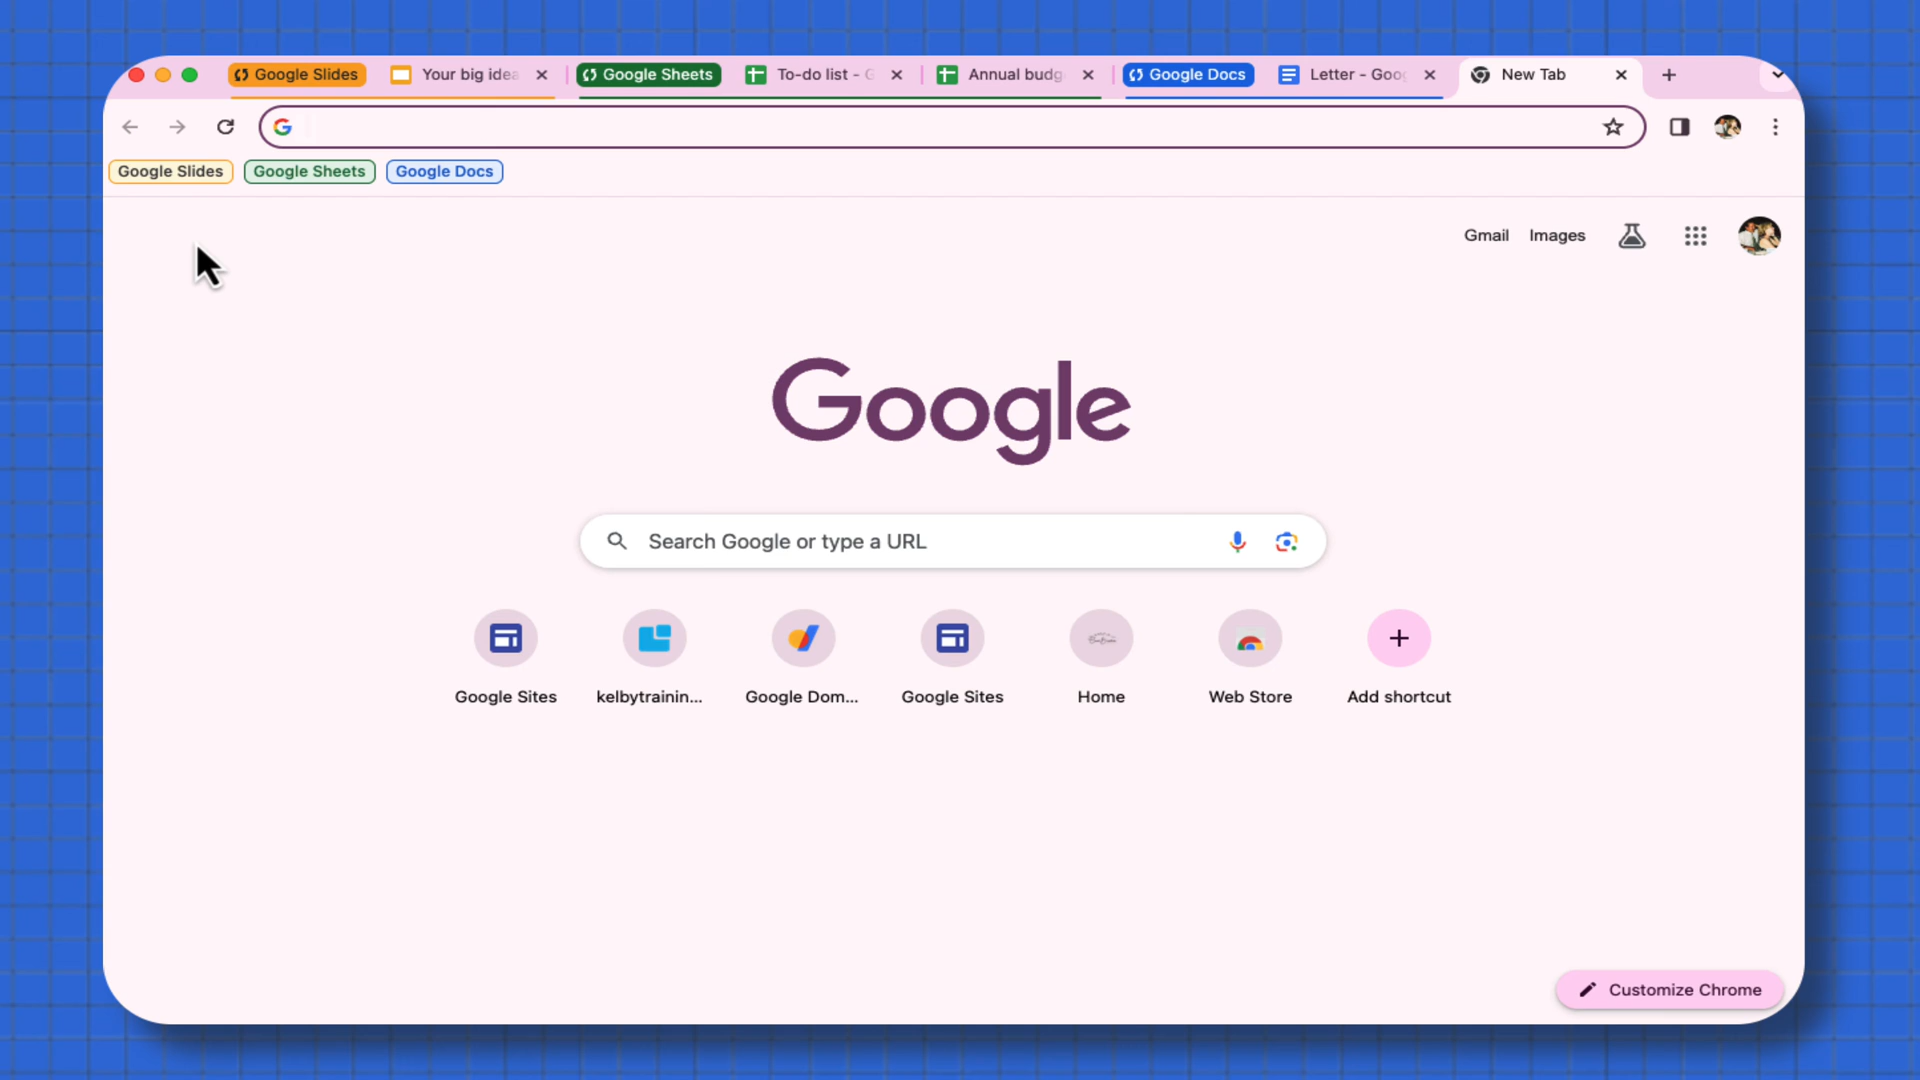 Google Slides Your big idea Google Sheets To-do list - G Annual budg Google Docs Letter - Goog New Tab
Google Slides Google Sheets Google Docs
Gmail Images
Google
Search Google or type a URL
Google Sites kelbytrainin... Google Dom... Google Sites Home Web Store Add shortcut
Customize Chrome